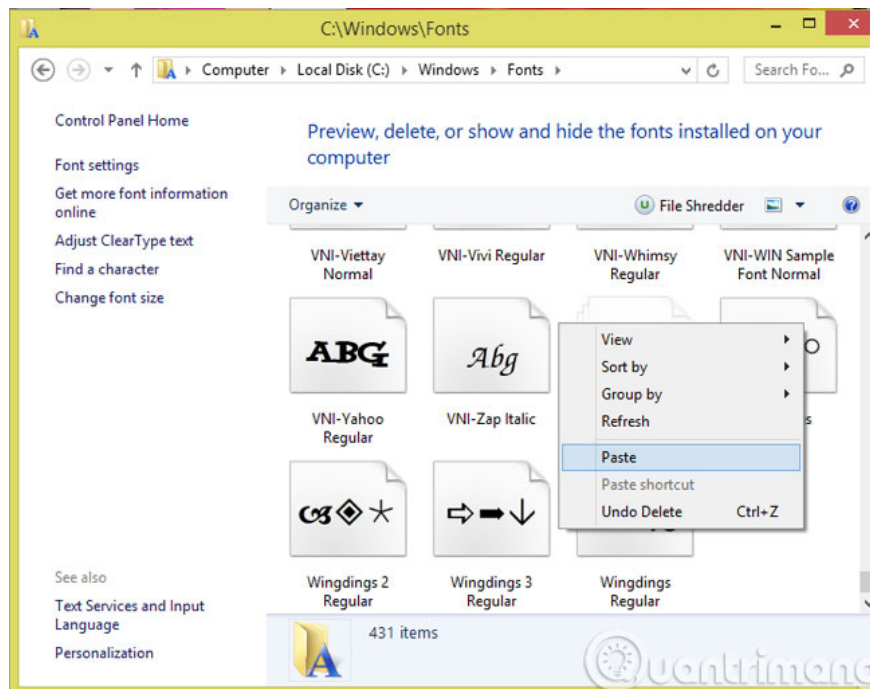 C:\Windows\Fonts
Computer Local Disk (C:) Windows Fonts
Search Fo...
Control Panel Home
Font settings
Get more font information
online
Adjust ClearType text
Find a character
Change font size
See also
Text Services and Input
Language
Personalization
Preview, delete, or show and hide the fonts installed on your
computer
Organize
File Shredder
VNI-Viettay
Normal
VNI-Vivi Regular
VNI-Whimsy
Regular
VNI-WIN Sample
Font Normal
ABG
Abg
VNI-Yahoo
Regular
VNI-Zap Italic
View
Sort by
Group by
Refresh
Paste
Paste shortcut
Undo Delete Ctrl+Z
Wingdings 2
Regular
Wingdings 3
Regular
Wingdings
Regular
431 items
Quantrimang